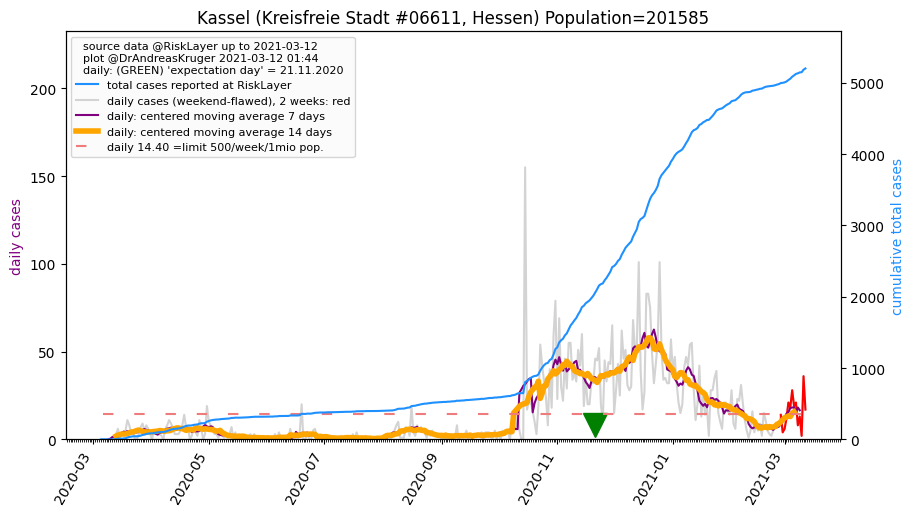 Kassel (Kreisfreie Stadt #06611, Hessen) Population=201585
source data @RiskLayer up to 2021-03-12
plot @DrAndreasKruger 2021-03-12 01:44
daily: (GREEN) 'expectation day' = 21.11.2020
total cases reported at RiskLayer
daily cases (weekend-flawed), 2 weeks: red
daily: centered moving average 7 days
daily: centered moving average 14 days
daily 14.40 =limit 500/week/1mio pop.
daily cases
200
150
100
50
0
cumulative total cases
5000
4000
3000
2000
1000
0
2020-03
2020-05
2020-07
2020-09
2020-11
2021-01
2021-03